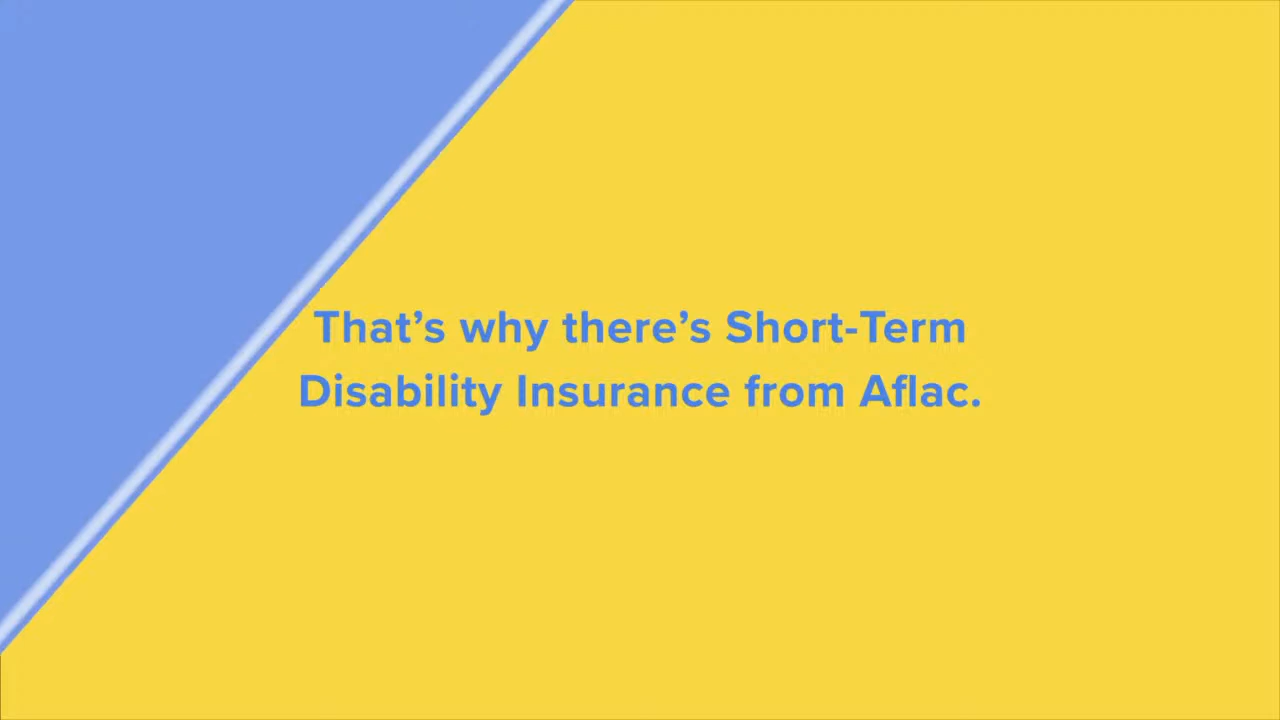 That’s why there’s Short-Term
Disability Insurance from Aflac.